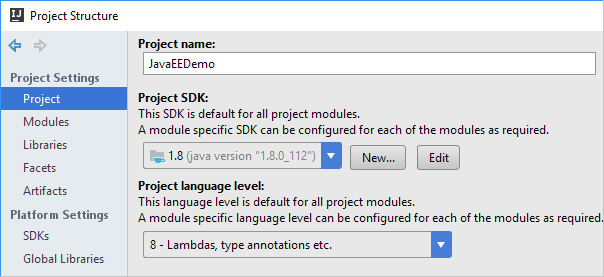 IJ Project Structure
Project Settings
Project
Modules
Libraries
Facets
Artifacts
Platform Settings
SDKs
Global Libraries
Project name:
JavaEEDemo
Project SDK:
This SDK is default for all project modules.
A module specific SDK can be configured for each of the modules as required.
1.8 (java version "1.8.0_112") New... Edit
Project language level:
This language level is default for all project modules.
A module specific language level can be configured for each of the modules as required.
8 - Lambdas, type annotations etc.